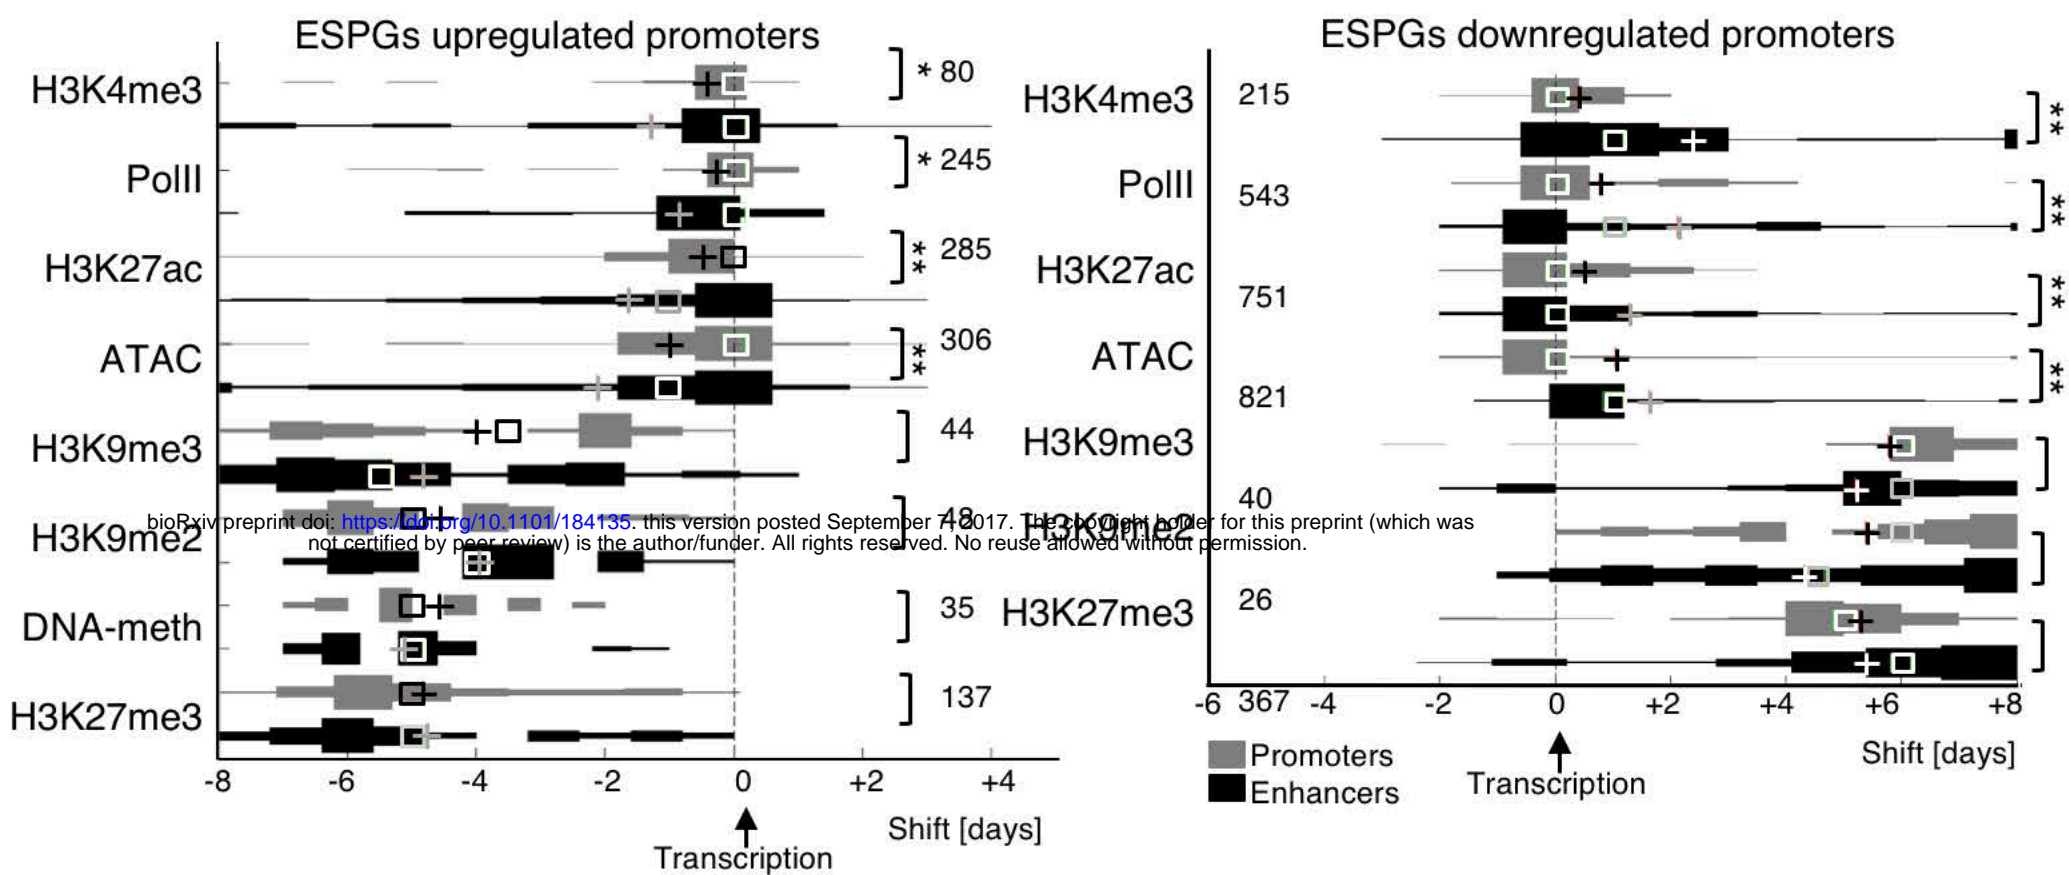 ESPGs upregulated promoters
H3K4me3
* 80
PolII
* 245
H3K27ac
** 285
ATAC
** 306
H3K9me3
44
H3K9me2
48
DNA-meth
35
H3K27me3
137
-8 -6 -4 -2 0 +2 +4
Shift [days]
Transcription
ESPGs downregulated promoters
H3K4me3 215 **
PolII 543 **
H3K27ac 751 **
ATAC 821 **
H3K9me3 40
H3K9me2 26
H3K27me3 367
-6 -4 -2 0 +2 +4 +6 +8
Shift [days]
Transcription
Promoters
Enhancers
bioRxiv preprint doi: https://doi.org/10.1101/184135. this version posted September 7, 2017. The copyright holder for this preprint (which was
not certified by peer review) is the author/funder. All rights reserved. No reuse allowed without permission.